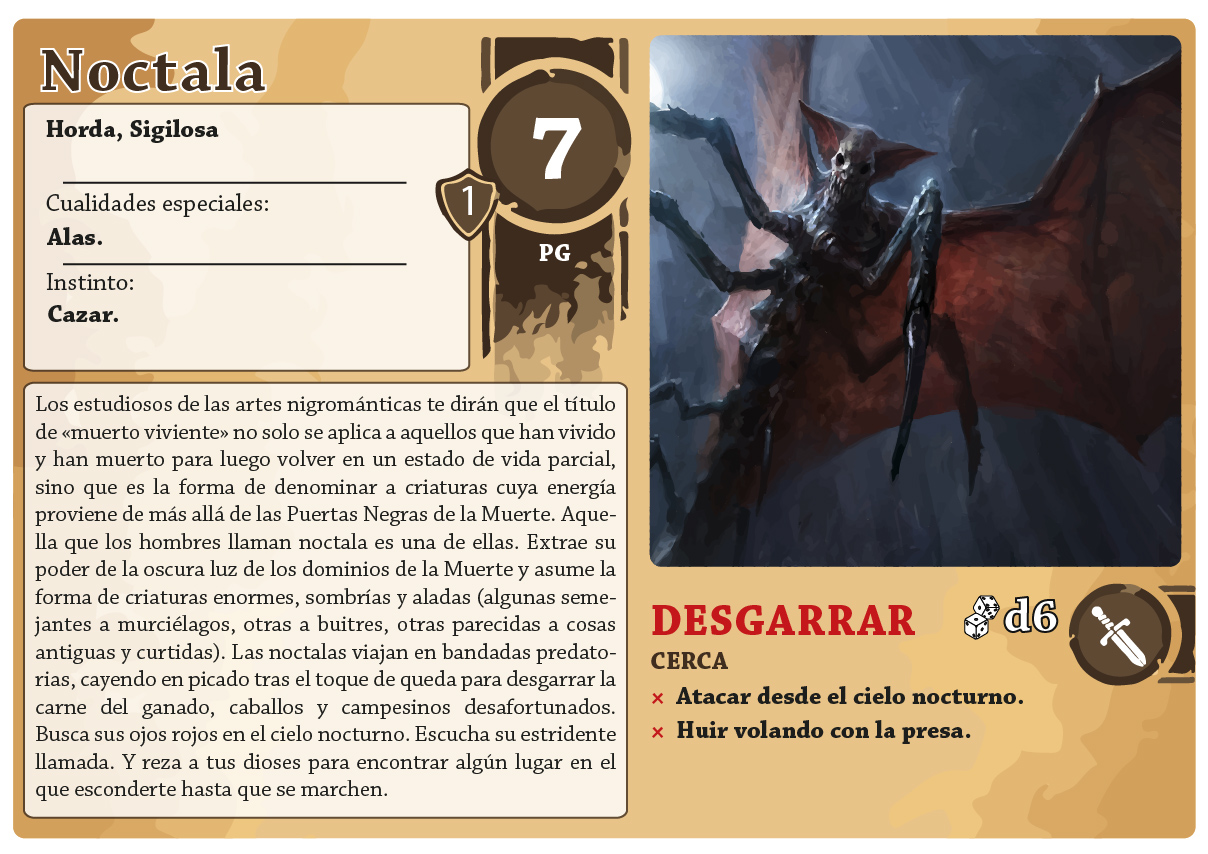 Noctala
Horda, Sigilosa
Cualidades especiales:
Alas.
Instinto:
Cazar.
7
1
PG
Los estudiosos de las artes nigrománticas te dirán que el título
de «muerto viviente» no solo se aplica a aquellos que han vivido
y han muerto para luego volver en un estado de vida parcial,
sino que es la forma de denominar a criaturas cuya energía
proviene de más allá de las Puertas Negras de la Muerte. Aque-
lla que los hombres llaman noctala es una de ellas. Extrae su
poder de la oscura luz de los dominios de la Muerte y asume la
forma de criaturas enormes, sombrías y aladas (algunas seme-
jantes a murciélagos, otras a buitres, otras parecidas a cosas
antiguas y curtidas). Las noctalas viajan en bandadas predato-
rias, cayendo en picado tras el toque de queda para desgarrar la
carne del ganado, caballos y campesinos desafortunados.
Busca sus ojos rojos en el cielo nocturno. Escucha su estridente
llamada. Y reza a tus dioses para encontrar algún lugar en el
que esconderte hasta que se marchen.
DESGARRAR
d6
CERCA
× Atacar desde el cielo nocturno.
× Huir volando con la presa.